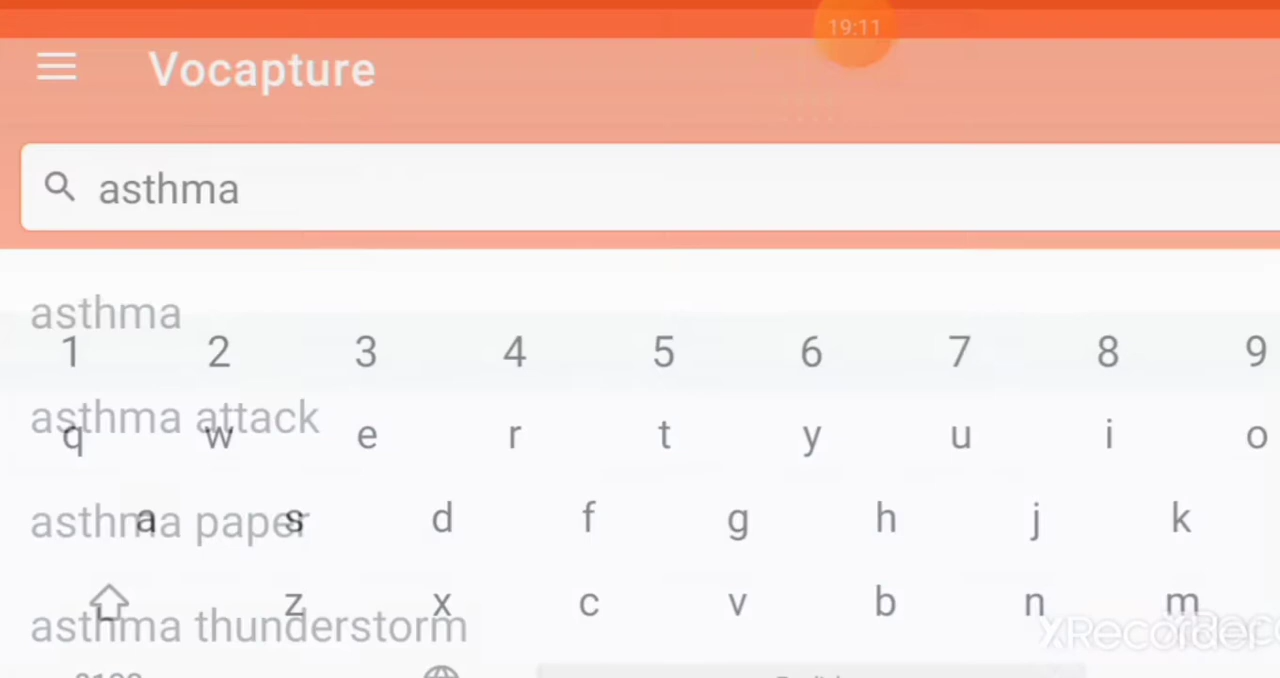 19:11
Vocapture
asthma
asthma
1 2 3 4 5 6 7 8 9
asthma attack
q w e r t y u i o
asthma paper
a s d f g h j k
z x c v b n m
asthma thunderstorm
XRecorder